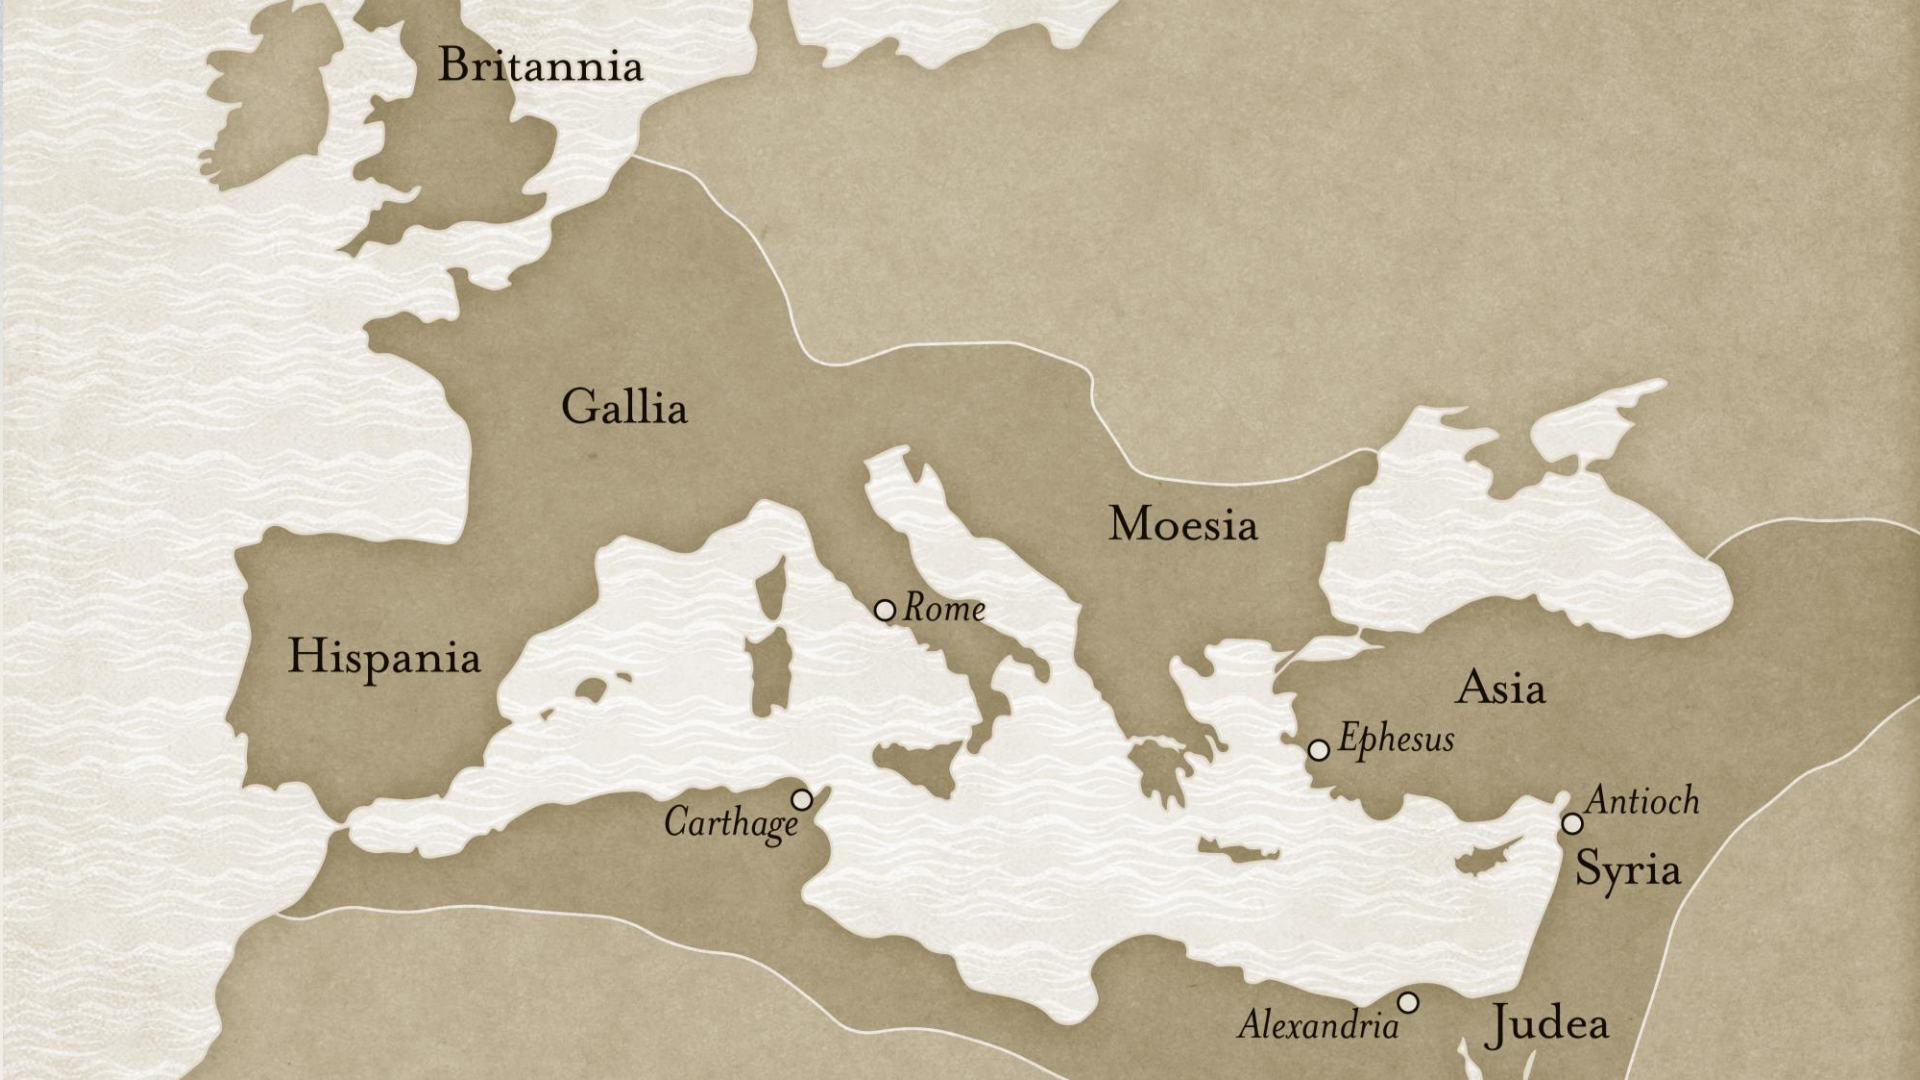 Britannia
Gallia
Moesia
Rome
Hispania
Asia
Ephesus
Carthage
Antioch
Syria
Alexandria
Judea